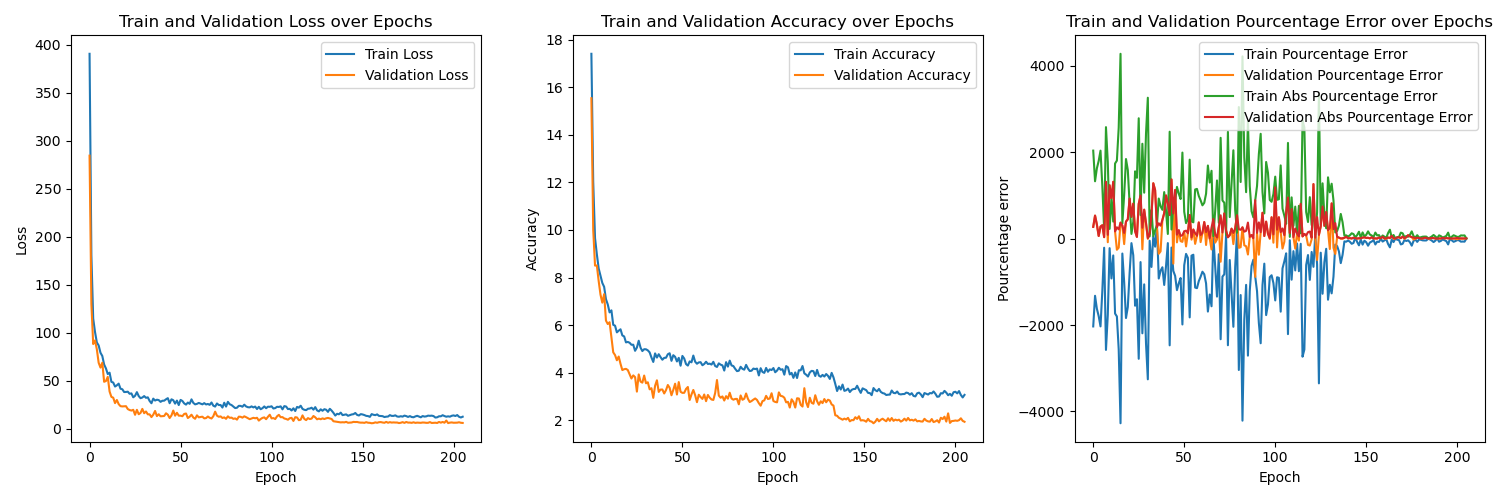 Train and Validation Loss over Epochs
400
350
300
250
200
150
100
50
0
Loss
0
50
100
150
200
Epoch
Train Loss
Validation Loss
Train and Validation Accuracy over Epochs
18
16
14
12
10
8
6
4
2
Accuracy
0
50
100
150
200
Epoch
Train Accuracy
Validation Accuracy
Train and Validation Pourcentage Error over Epochs
4000
2000
0
−2000
−4000
Pourcentage error
0
50
100
150
200
Epoch
Train Pourcentage Error
Validation Pourcentage Error
Train Abs Pourcentage Error
Validation Abs Pourcentage Error